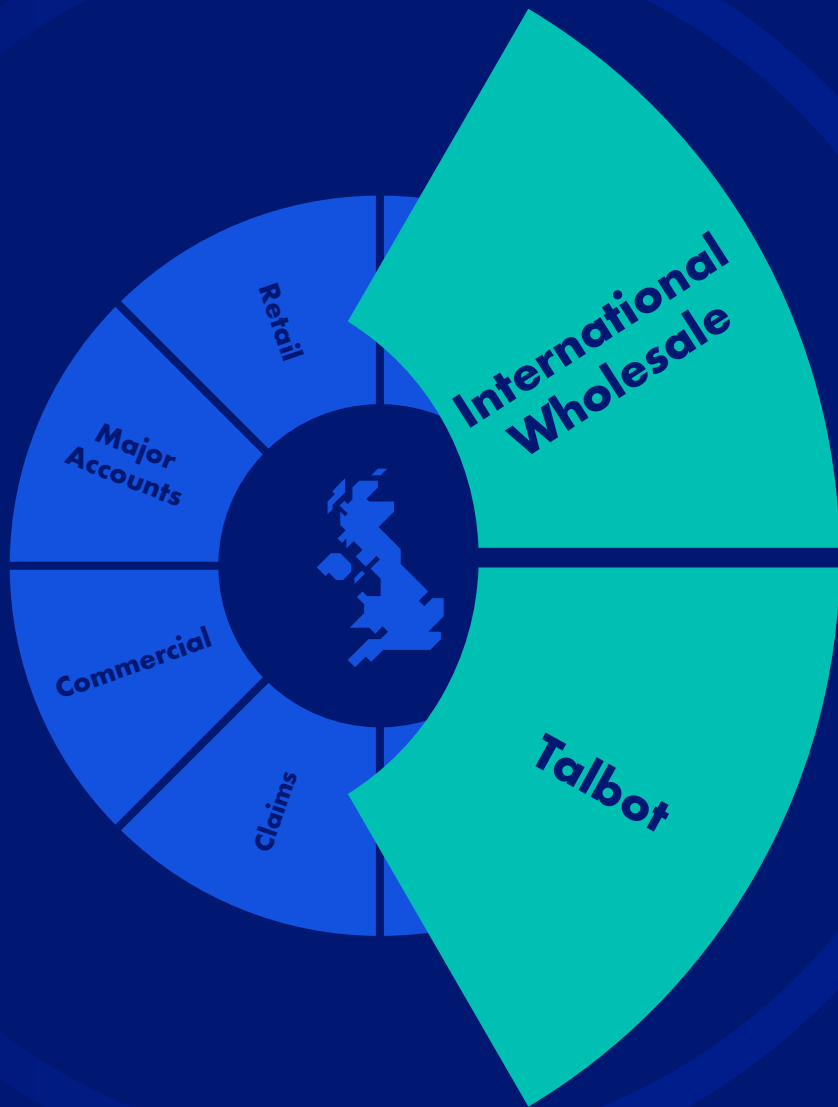 International
Wholesale
Retail
Major
Accounts
Commercial
Talbot
Claims